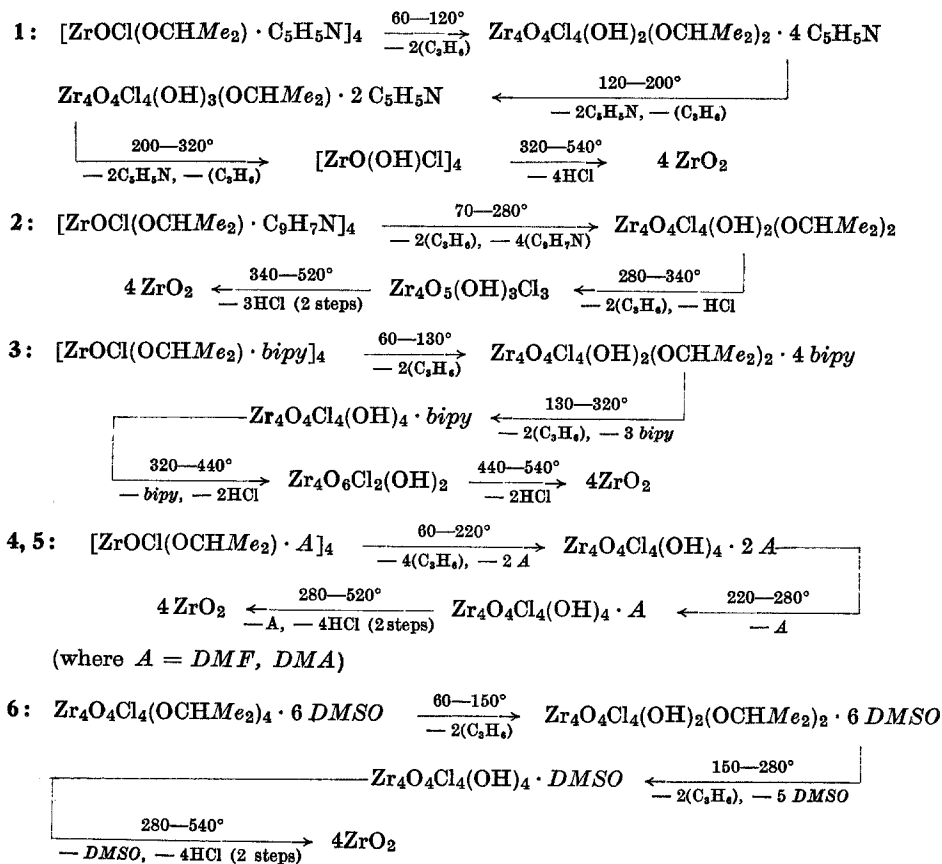 1: [ZrOCl(OCHMe₂) · C₅H₅N]₄ 60—120° — 2(C₃H₆) → Zr₄O₄Cl₄(OH)₂(OCHMe₂)₂ · 4 C₅H₅N
Zr₄O₄Cl₄(OH)₃(OCHMe₂) · 2 C₅H₅N ← 120—200° — 2C₅H₅N, — (C₃H₆)
200—320° — 2C₅H₅N, — (C₃H₆) → [ZrO(OH)Cl]₄ 320—540° — 4HCl → 4 ZrO₂
2: [ZrOCl(OCHMe₂) · C₉H₇N]₄ 70—280° — 2(C₃H₆), — 4(C₉H₇N) → Zr₄O₄Cl₄(OH)₂(OCHMe₂)₂
4 ZrO₂ ← 340—520° — 3HCl (2 steps) Zr₄O₅(OH)₃Cl₃ ← 280—340° — 2(C₃H₆), — HCl
3: [ZrOCl(OCHMe₂) · bipy]₄ 60—130° — 2(C₃H₆) → Zr₄O₄Cl₄(OH)₂(OCHMe₂)₂ · 4 bipy
Zr₄O₄Cl₄(OH)₄ · bipy ← 130—320° — 2(C₃H₆), — 3 bipy
320—440° — bipy, — 2HCl → Zr₄O₆Cl₂(OH)₂ 440—540° — 2HCl → 4ZrO₂
4, 5: [ZrOCl(OCHMe₂) · A]₄ 60—220° — 4(C₃H₆), — 2 A → Zr₄O₄Cl₄(OH)₄ · 2 A
4 ZrO₂ ← 280—520° — A, — 4HCl (2 steps) Zr₄O₄Cl₄(OH)₄ · A ← 220—280° — A
(where A = DMF, DMA)
6: Zr₄O₄Cl₄(OCHMe₂)₄ · 6 DMSO 60—150° — 2(C₃H₆) → Zr₄O₄Cl₄(OH)₂(OCHMe₂)₂ · 6 DMSO
Zr₄O₄Cl₄(OH)₄ · DMSO ← 150—280° — 2(C₃H₆), — 5 DMSO
280—540° — DMSO, — 4HCl (2 steps) → 4ZrO₂